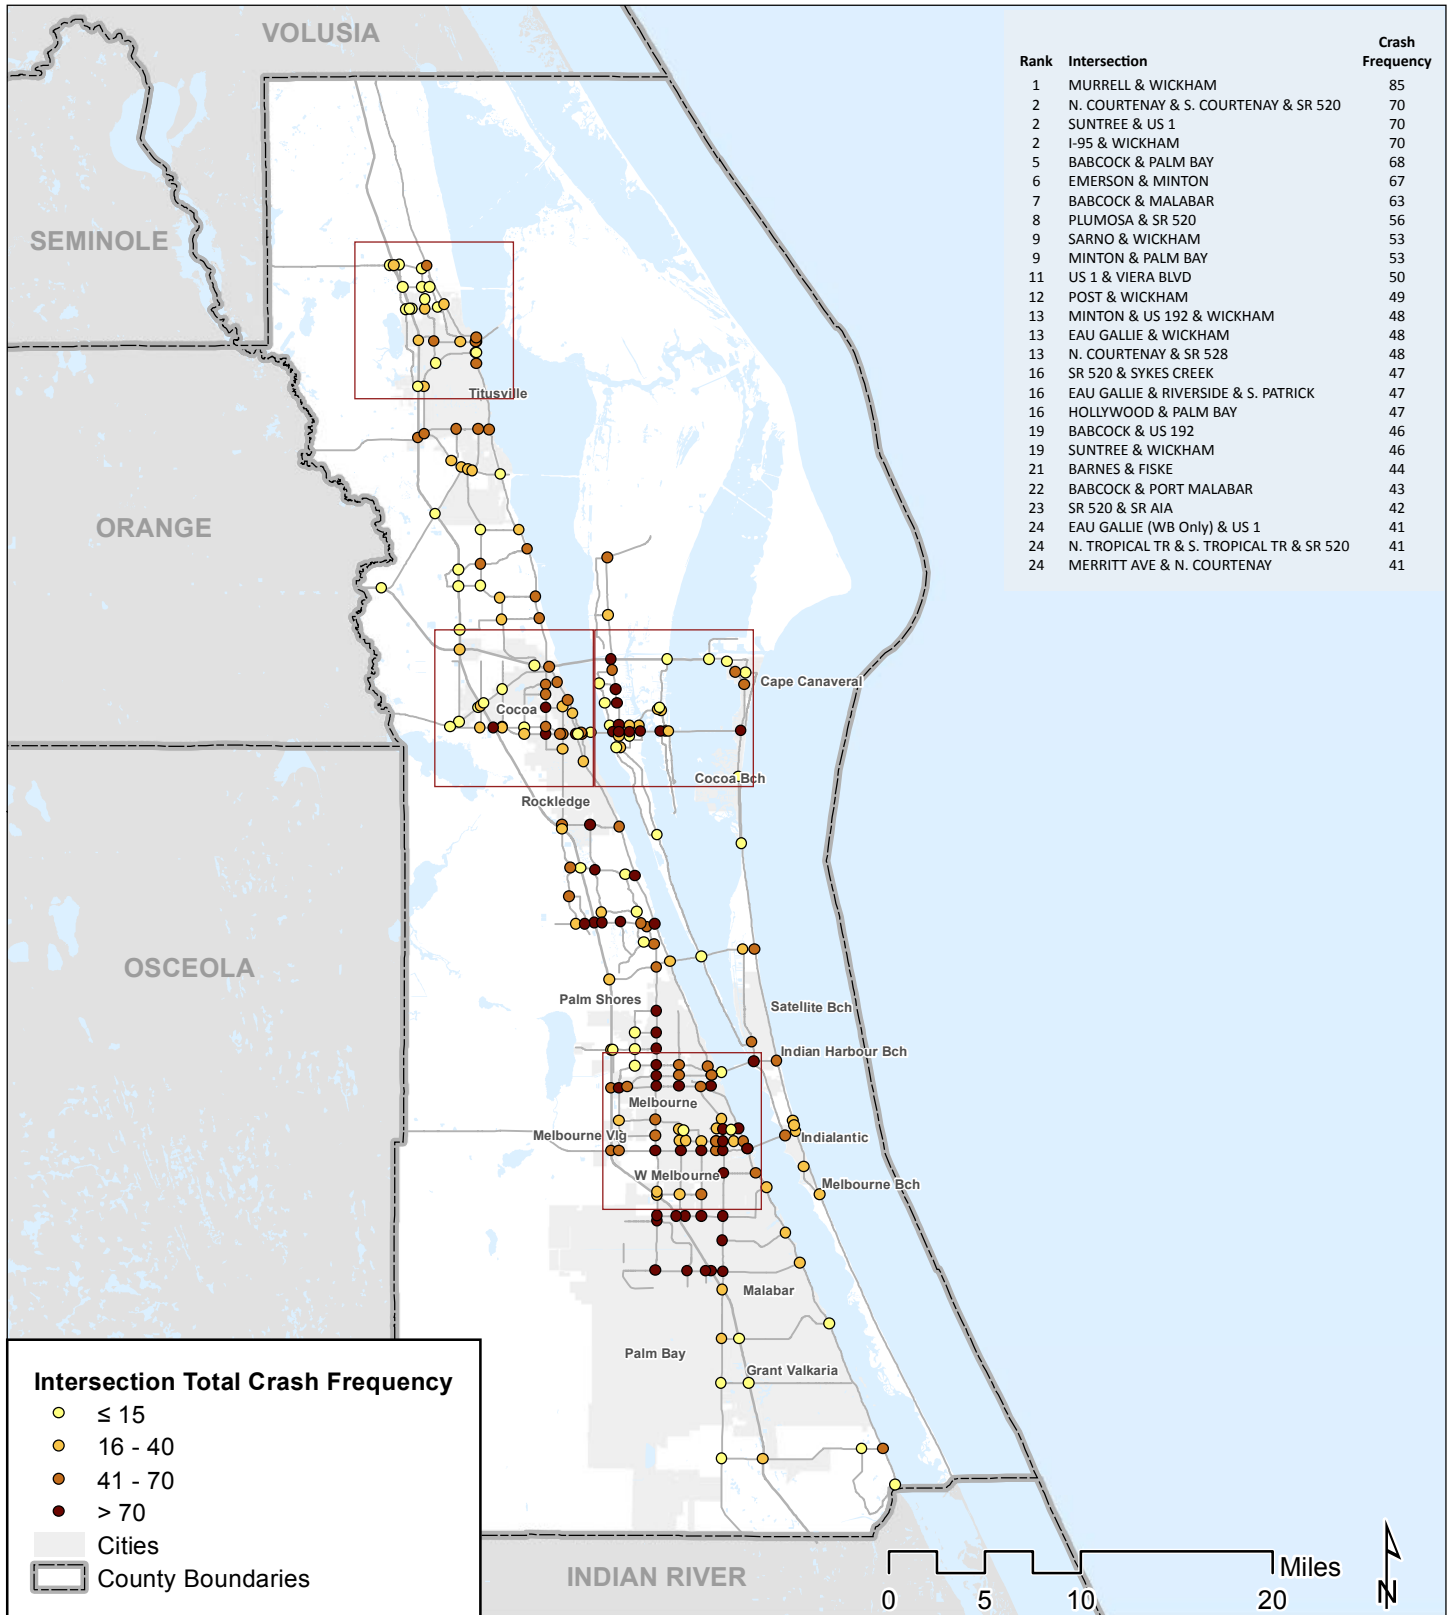 VOLUSIA
SEMINOLE
ORANGE
OSCEOLA
INDIAN RIVER
Crash
Rank Intersection Frequency
1 MURRELL & WICKHAM 85
2 N. COURTENAY & S. COURTENAY & SR 520 70
2 SUNTREE & US 1 70
2 I-95 & WICKHAM 70
5 BABCOCK & PALM BAY 68
6 EMERSON & MINTON 67
7 BABCOCK & MALABAR 63
8 PLUMOSA & SR 520 56
9 SARNO & WICKHAM 53
9 MINTON & PALM BAY 53
11 US 1 & VIERA BLVD 50
12 POST & WICKHAM 49
13 MINTON & US 192 & WICKHAM 48
13 EAU GALLIE & WICKHAM 48
13 N. COURTENAY & SR 528 48
16 SR 520 & SYKES CREEK 47
16 EAU GALLIE & RIVERSIDE & S. PATRICK 47
16 HOLLYWOOD & PALM BAY 47
19 BABCOCK & US 192 46
19 SUNTREE & WICKHAM 46
21 BARNES & FISKE 44
22 BABCOCK & PORT MALABAR 43
23 SR 520 & SR AIA 42
24 EAU GALLIE (WB Only) & US 1 41
24 N. TROPICAL TR & S. TROPICAL TR & SR 520 41
24 MERRITT AVE & N. COURTENAY 41
Titusville
Cape Canaveral
Cocoa
Cocoa Bch
Rockledge
Palm Shores
Satellite Bch
Indian Harbour Bch
Melbourne
Melbourne Vlg
Indialantic
W Melbourne
Melbourne Bch
Malabar
Palm Bay
Grant Valkaria
Intersection Total Crash Frequency
≤ 15
16 - 40
41 - 70
> 70
Cities
County Boundaries
Miles
0 5 10 20
N